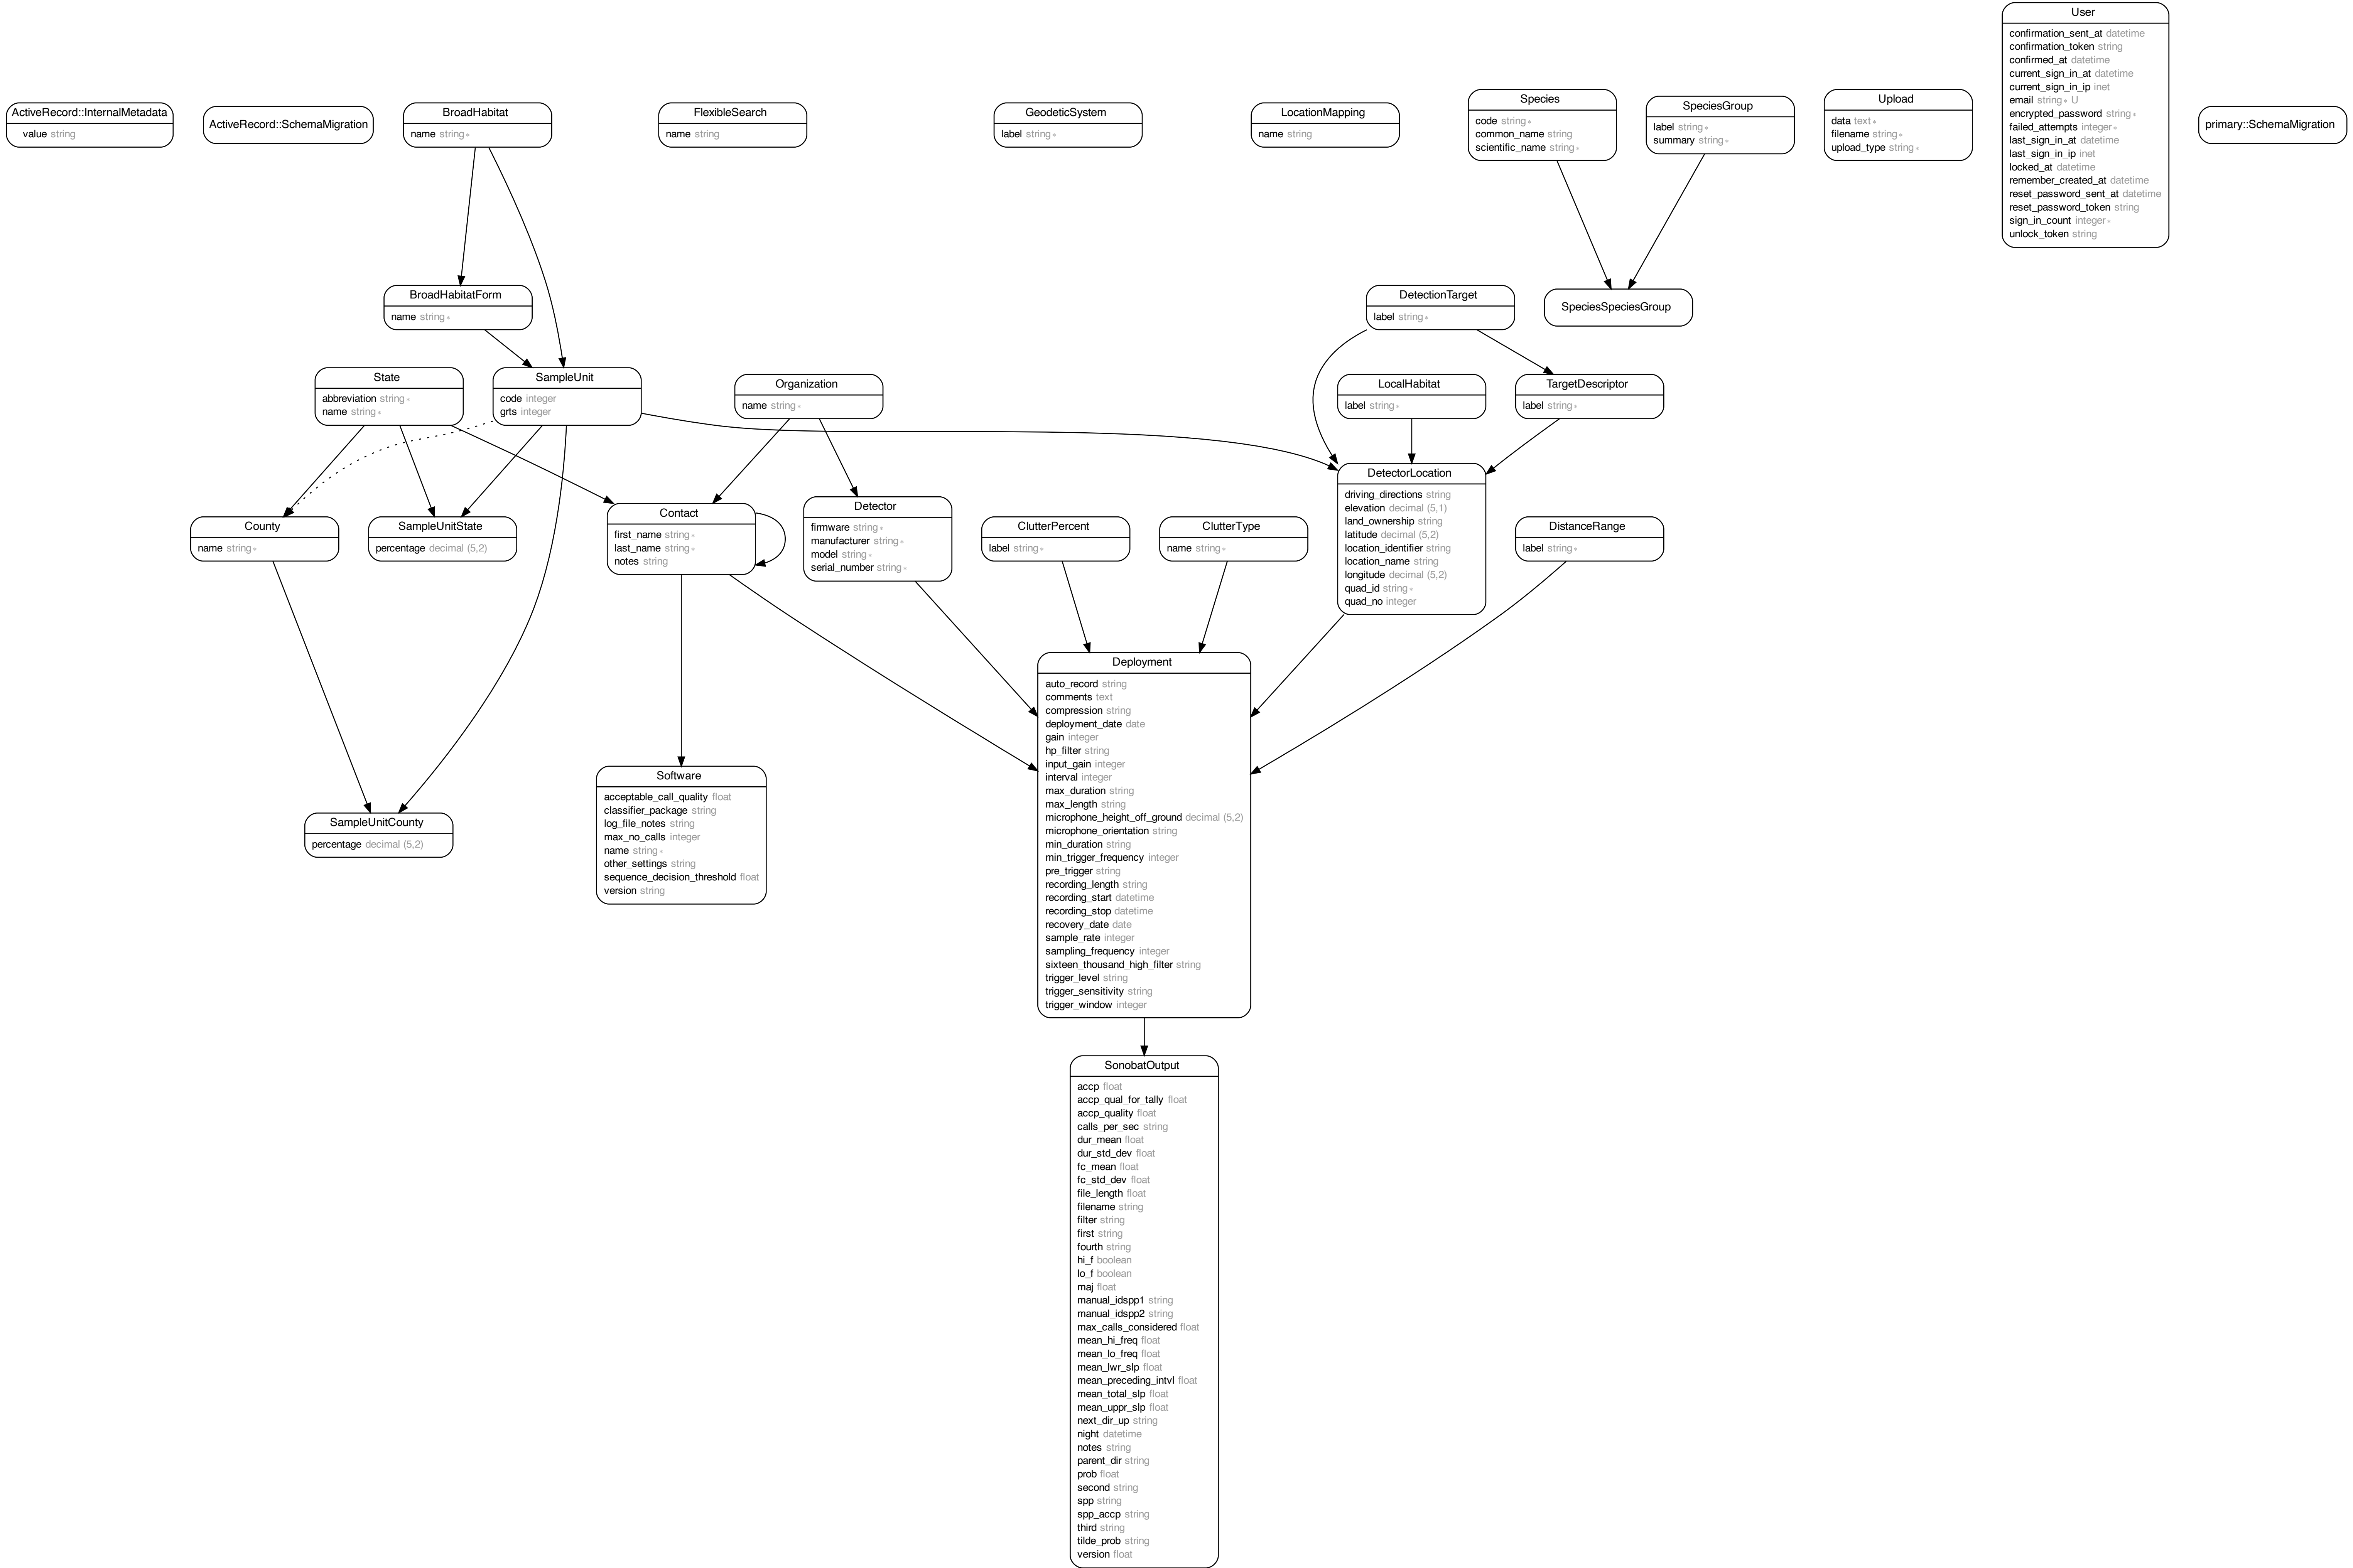 User
confirmation_sent_at datetime
confirmation_token string
confirmed_at datetime
current_sign_in_at datetime
current_sign_in_ip inet
email string∗ U
encrypted_password string∗
failed_attempts integer∗
last_sign_in_at datetime
last_sign_in_ip inet
locked_at datetime
remember_created_at datetime
reset_password_sent_at datetime
reset_password_token string
sign_in_count integer∗
unlock_token string
ActiveRecord::InternalMetadata
value string
ActiveRecord::SchemaMigration
BroadHabitat
name string∗
FlexibleSearch
name string
GeodeticSystem
label string∗
LocationMapping
name string
Species
code string∗
common_name string
scientific_name string∗
SpeciesGroup
label string∗
summary string∗
Upload
data text∗
filename string∗
upload_type string∗
primary::SchemaMigration
BroadHabitatForm
name string∗
DetectionTarget
label string∗
SpeciesSpeciesGroup
State
abbreviation string∗
name string∗
SampleUnit
code integer
grts integer
Organization
name string∗
LocalHabitat
label string∗
TargetDescriptor
label string∗
County
name string∗
SampleUnitState
percentage decimal (5,2)
Contact
first_name string∗
last_name string∗
notes string
Detector
firmware string∗
manufacturer string∗
model string∗
serial_number string∗
ClutterPercent
label string∗
ClutterType
name string∗
DetectorLocation
driving_directions string
elevation decimal (5,1)
land_ownership string
latitude decimal (5,2)
location_identifier string
location_name string
longitude decimal (5,2)
quad_id string∗
quad_no integer
DistanceRange
label string∗
Deployment
auto_record string
comments text
compression string
deployment_date date
gain integer
hp_filter string
input_gain integer
interval integer
max_duration string
max_length string
microphone_height_off_ground decimal (5,2)
microphone_orientation string
min_duration string
min_trigger_frequency integer
pre_trigger string
recording_length string
recording_start datetime
recording_stop datetime
recovery_date date
sample_rate integer
sampling_frequency integer
sixteen_thousand_high_filter string
trigger_level string
trigger_sensitivity string
trigger_window integer
Software
acceptable_call_quality float
classifier_package string
log_file_notes string
max_no_calls integer
name string∗
other_settings string
sequence_decision_threshold float
version string
SampleUnitCounty
percentage decimal (5,2)
SonobatOutput
accp float
accp_qual_for_tally float
accp_quality float
calls_per_sec string
dur_mean float
dur_std_dev float
fc_mean float
fc_std_dev float
file_length float
filename string
filter string
first string
fourth string
hi_f boolean
lo_f boolean
maj float
manual_idspp1 string
manual_idspp2 string
max_calls_considered float
mean_hi_freq float
mean_lo_freq float
mean_lwr_slp float
mean_preceding_intvl float
mean_total_slp float
mean_uppr_slp float
next_dir_up string
night datetime
notes string
parent_dir string
prob float
second string
spp string
spp_accp string
third string
tilde_prob string
version float